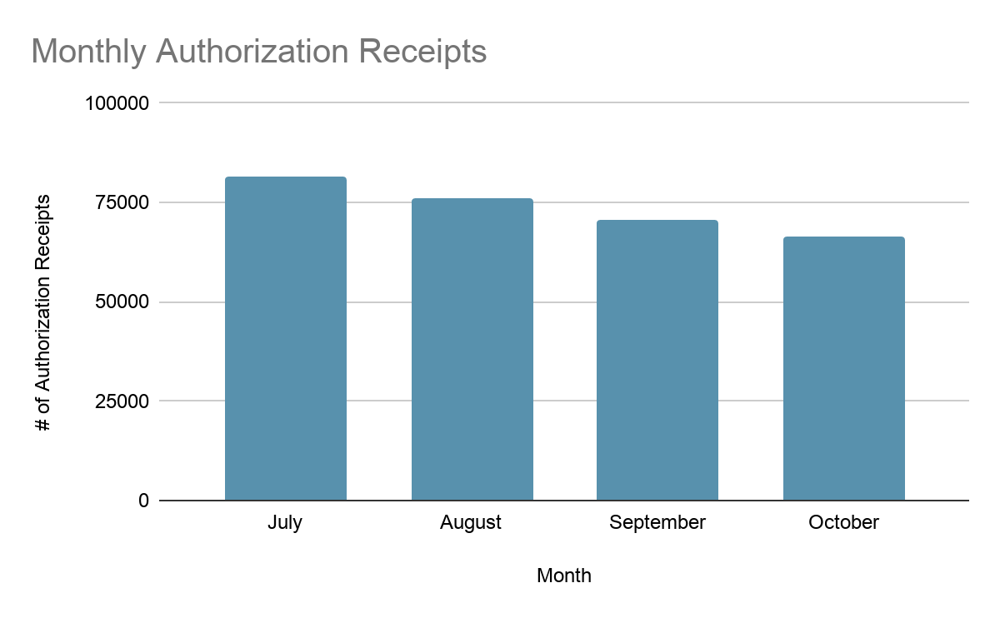 Monthly Authorization Receipts
# of Authorization Receipts
100000
75000
50000
25000
0
July August September October
Month